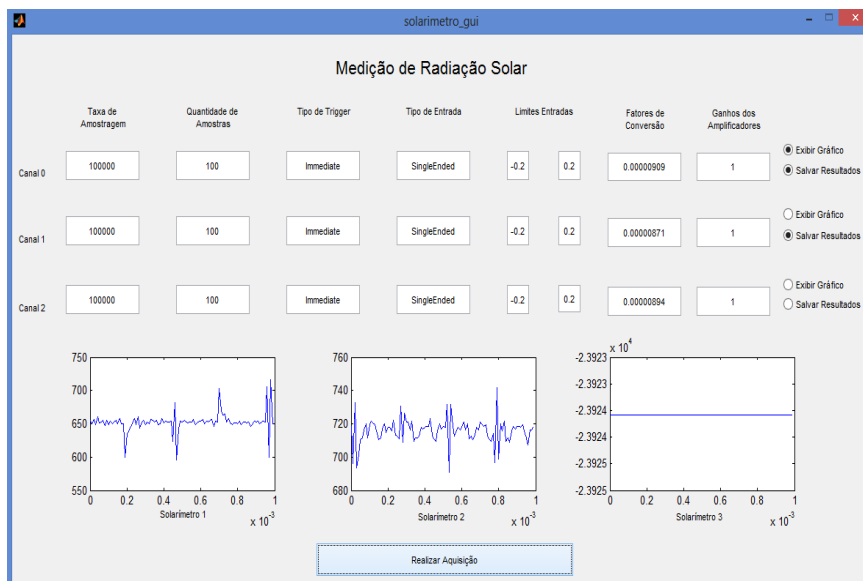 solarimetro_gui
Medição de Radiação Solar
Taxa de Amostragem
Quantidade de Amostras
Tipo de Trigger
Tipo de Entrada
Limites Entradas
Fatores de Conversão
Ganhos dos Amplificadores
Canal 0
100000
100
Immediate
SingleEnded
-0.2
0.2
0.00000909
1
Exibir Gráfico
Salvar Resultados
Canal 1
100000
100
Immediate
SingleEnded
-0.2
0.2
0.00000871
1
Exibir Gráfico
Salvar Resultados
Canal 2
100000
100
Immediate
SingleEnded
-0.2
0.2
0.00000894
1
Exibir Gráfico
Salvar Resultados
750
700
650
600
550
0 0.2 0.4 0.6 0.8 1
Solarímetro 1
x 10⁻³
760
740
720
700
680
0 0.2 0.4 0.6 0.8 1
Solarímetro 2
x 10⁻³
x 10⁴
-2.3923
-2.3923
-2.3924
-2.3924
-2.3925
-2.3925
0 0.2 0.4 0.6 0.8 1
Solarímetro 3
x 10⁻³
Realizar Aquisição